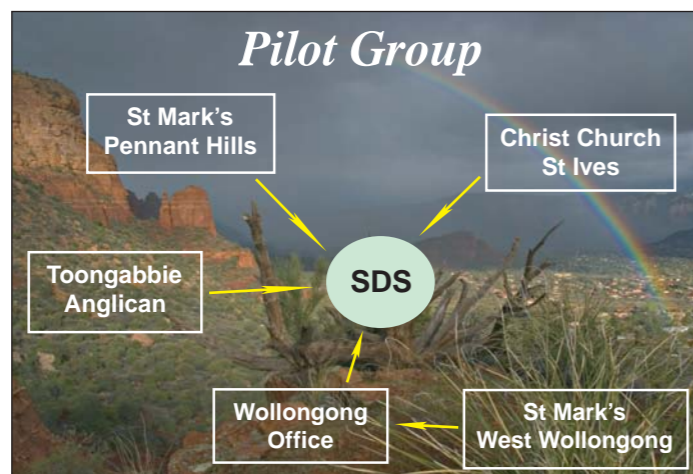 Pilot Group
St Mark’s
Pennant Hills
Christ Church
St Ives
SDS
Toongabbie
Anglican
Wollongong
Office
St Mark’s
West Wollongong